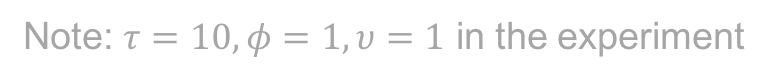 Note: 𝜏 = 10, 𝜙 = 1, 𝜐 = 1 in the experiment